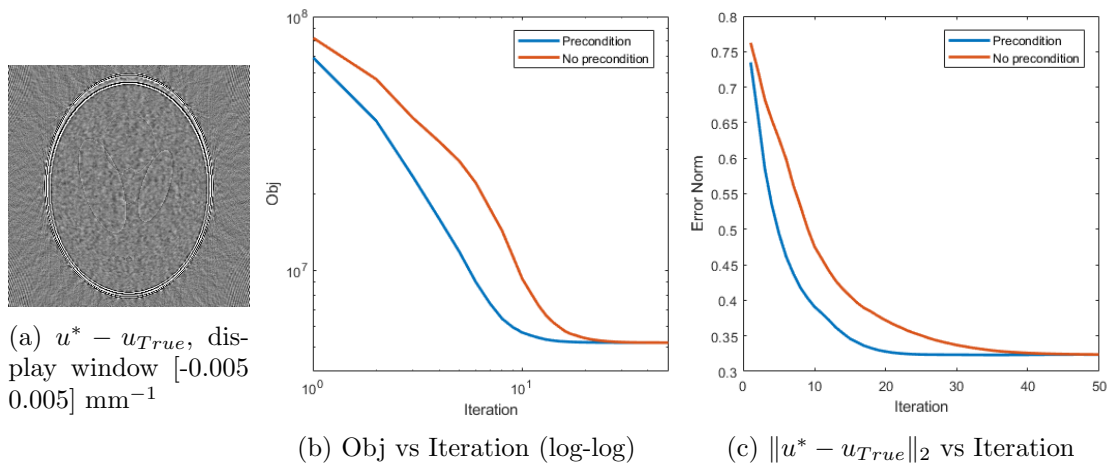 (a) u* − u_True, dis-
play window [-0.005
0.005] mm⁻¹
10⁸
10⁷
Obj
10⁰
10¹
Iteration
Precondition
No precondition
(b) Obj vs Iteration (log-log)
0.8
0.75
0.7
0.65
0.6
0.55
0.5
0.45
0.4
0.35
0.3
Error Norm
0
10
20
30
40
50
Iteration
Precondition
No precondition
(c) ‖u* − u_True‖₂ vs Iteration